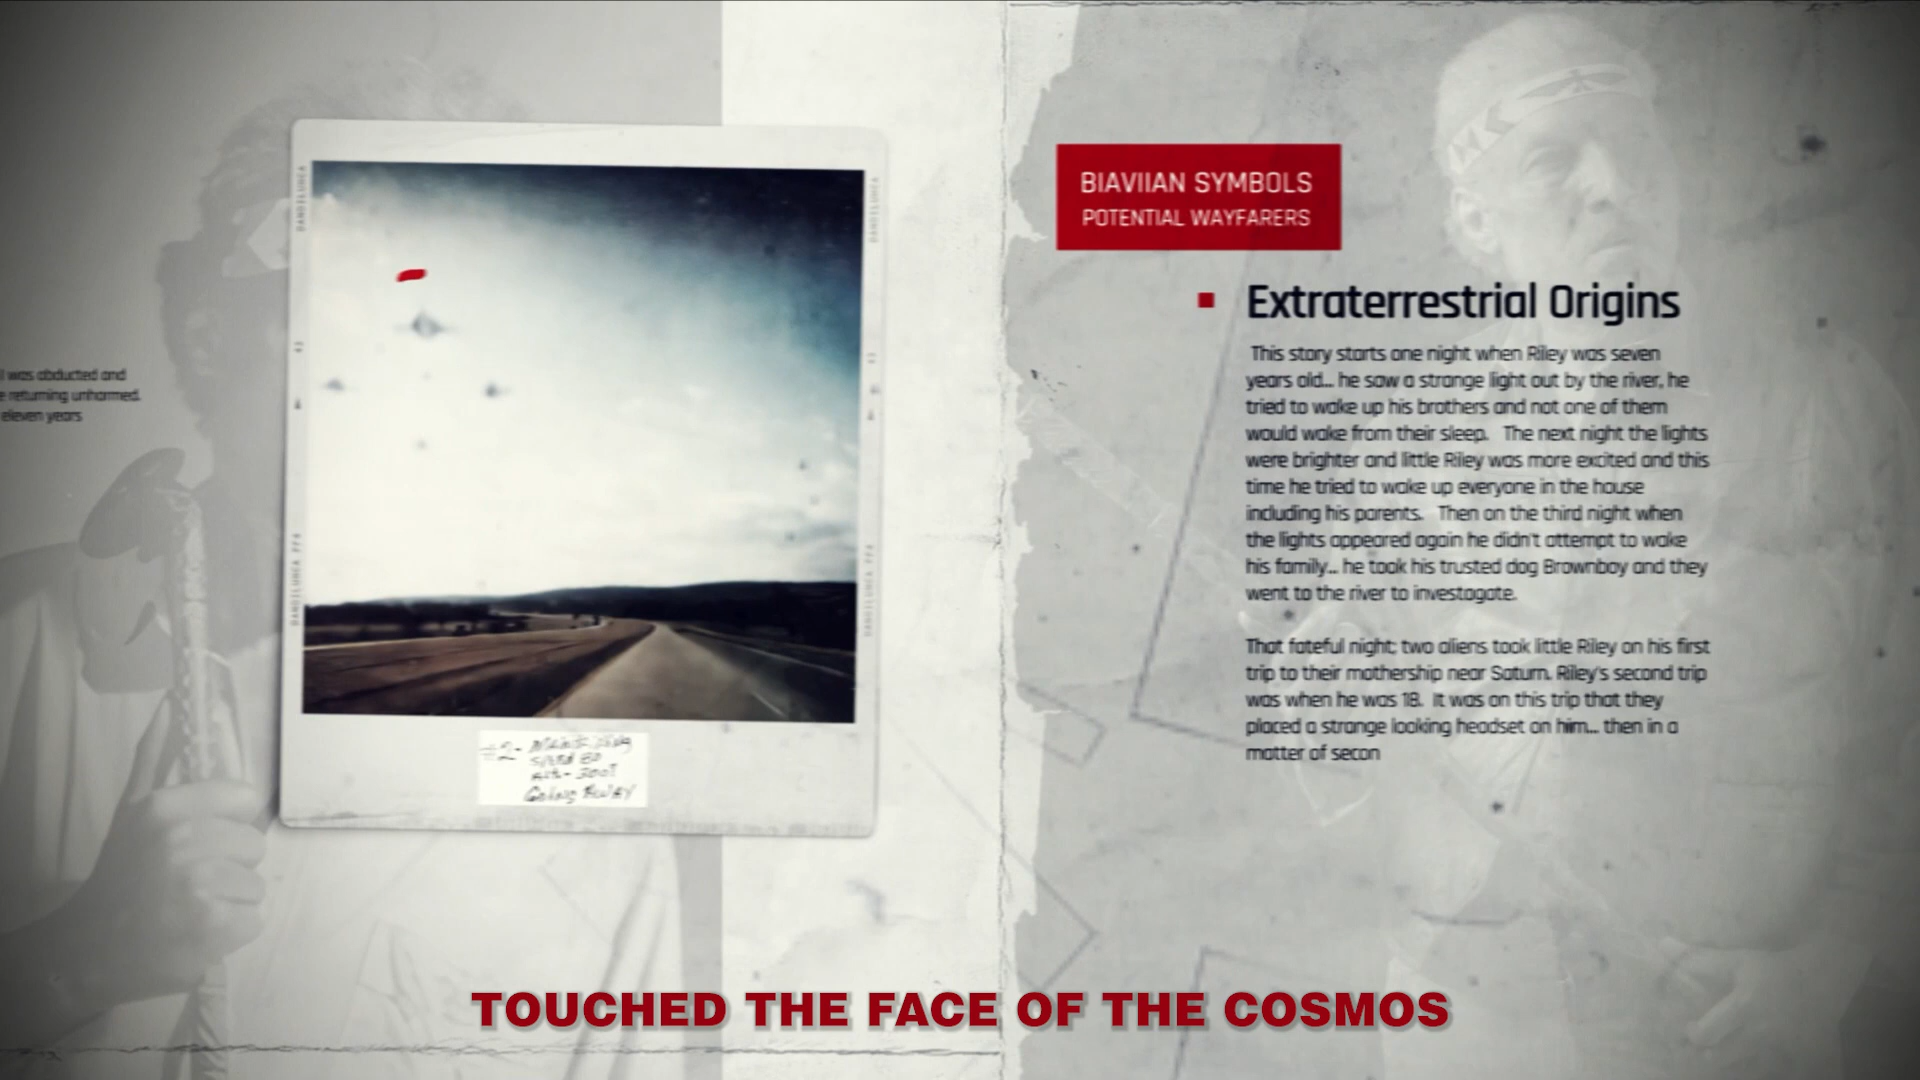 I was abducted and
returning unharmed.
eleven years
#2-
Going Away
BIAVIIAN SYMBOLS
POTENTIAL WAYFARERS
Extraterrestrial Origins
This story starts one night when Riley was seven
years old... he saw a strange light out by the river, he
tried to wake up his brothers and not one of them
would wake from their sleep. The next night the lights
were brighter and little Riley was more excited and this
time he tried to wake up everyone in the house
including his parents. Then on the third night when
the lights appeared again he didn't attempt to wake
his family... he took his trusted dog Brownboy and they
went to the river to investagate.
That fateful night; two aliens took little Riley on his first
trip to their mothership near Saturn. Riley's second trip
was when he was 18. It was on this trip that they
placed a strange looking headset on him... then in a
matter of secon
TOUCHED THE FACE OF THE COSMOS